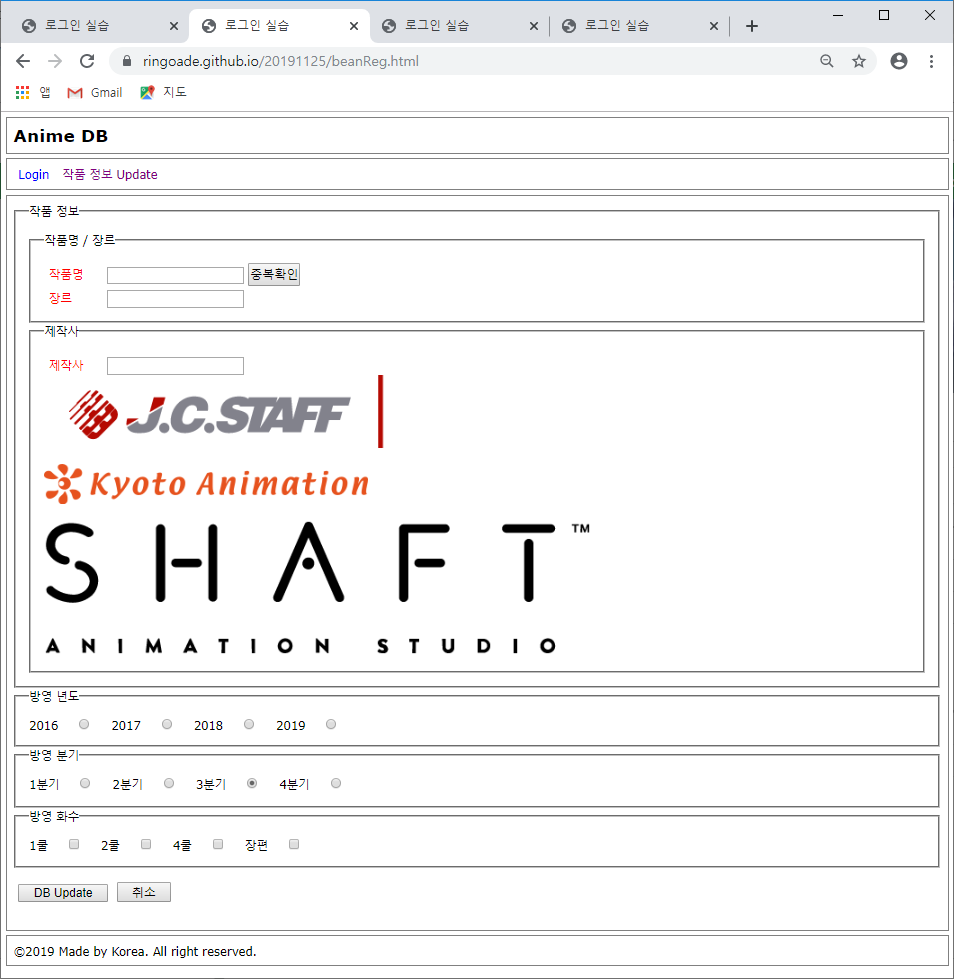 로그인 실습 로그인 실습 로그인 실습 로그인 실습
ringoade.github.io/20191125/beanReg.html
앱 Gmail 지도
Anime DB
Login 작품 정보 Update
작품 정보
작품명 / 장르
작품명 중복확인
장르
제작사
제작사
J.C.STAFF
Kyoto Animation
SHAFT™
ANIMATION STUDIO
방영 년도
2016 2017 2018 2019
방영 분기
1분기 2분기 3분기 4분기
방영 화수
1쿨 2쿨 4쿨 장편
DB Update 취소
©2019 Made by Korea. All right reserved.